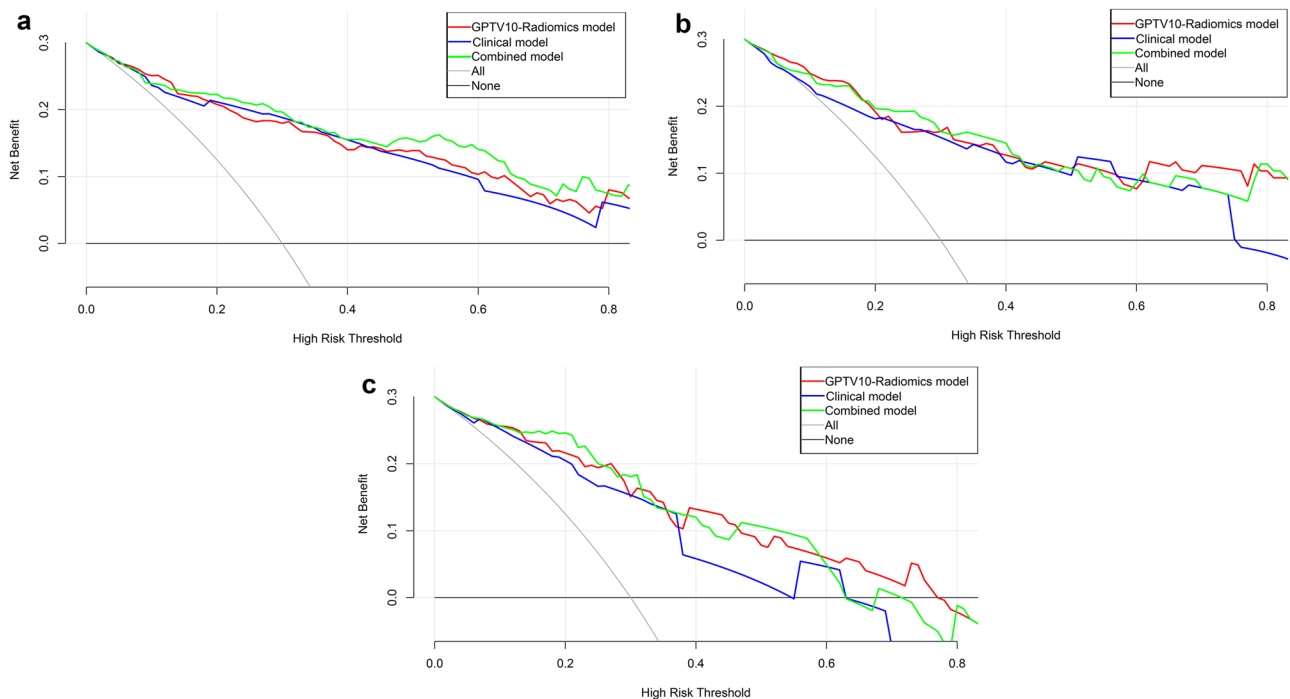 a
GPTV10-Radiomics model
Clinical model
Combined model
All
None
Net Benefit
0.3
0.2
0.1
0.0
0.0
0.2
0.4
0.6
0.8
High Risk Threshold
b
GPTV10-Radiomics model
Clinical model
Combined model
All
None
Net Benefit
0.3
0.2
0.1
0.0
0.0
0.2
0.4
0.6
0.8
High Risk Threshold
c
GPTV10-Radiomics model
Clinical model
Combined model
All
None
Net Benefit
0.3
0.2
0.1
0.0
0.0
0.2
0.4
0.6
0.8
High Risk Threshold